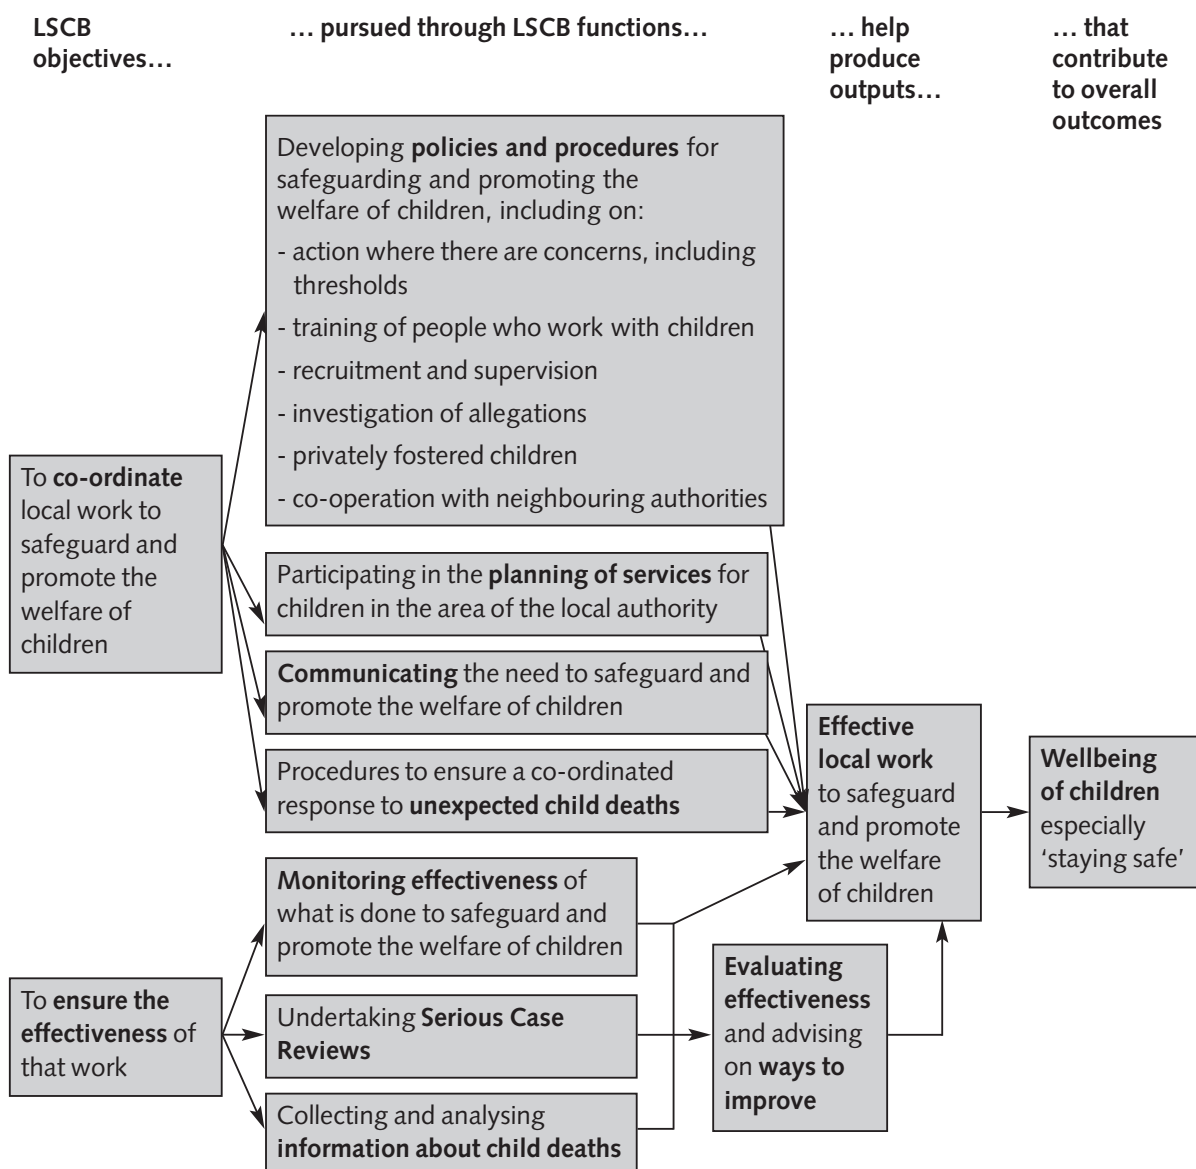 LSCB
objectives…
… pursued through LSCB functions…
… help
produce
outputs…
… that
contribute
to overall
outcomes
Developing policies and procedures for
safeguarding and promoting the
welfare of children, including on:
- action where there are concerns, including
thresholds
- training of people who work with children
- recruitment and supervision
- investigation of allegations
- privately fostered children
- co-operation with neighbouring authorities
To co-ordinate
local work to
safeguard and
promote the
welfare of
children
Participating in the planning of services for
children in the area of the local authority
Communicating the need to safeguard and
promote the welfare of children
Procedures to ensure a co-ordinated
response to unexpected child deaths
Effective
local work
to safeguard
and promote
the welfare
of children
Wellbeing
of children
especially
‘staying safe’
To ensure the
effectiveness of
that work
Monitoring effectiveness of
what is done to safeguard and
promote the welfare of children
Undertaking Serious Case
Reviews
Collecting and analysing
information about child deaths
Evaluating
effectiveness
and advising
on ways to
improve